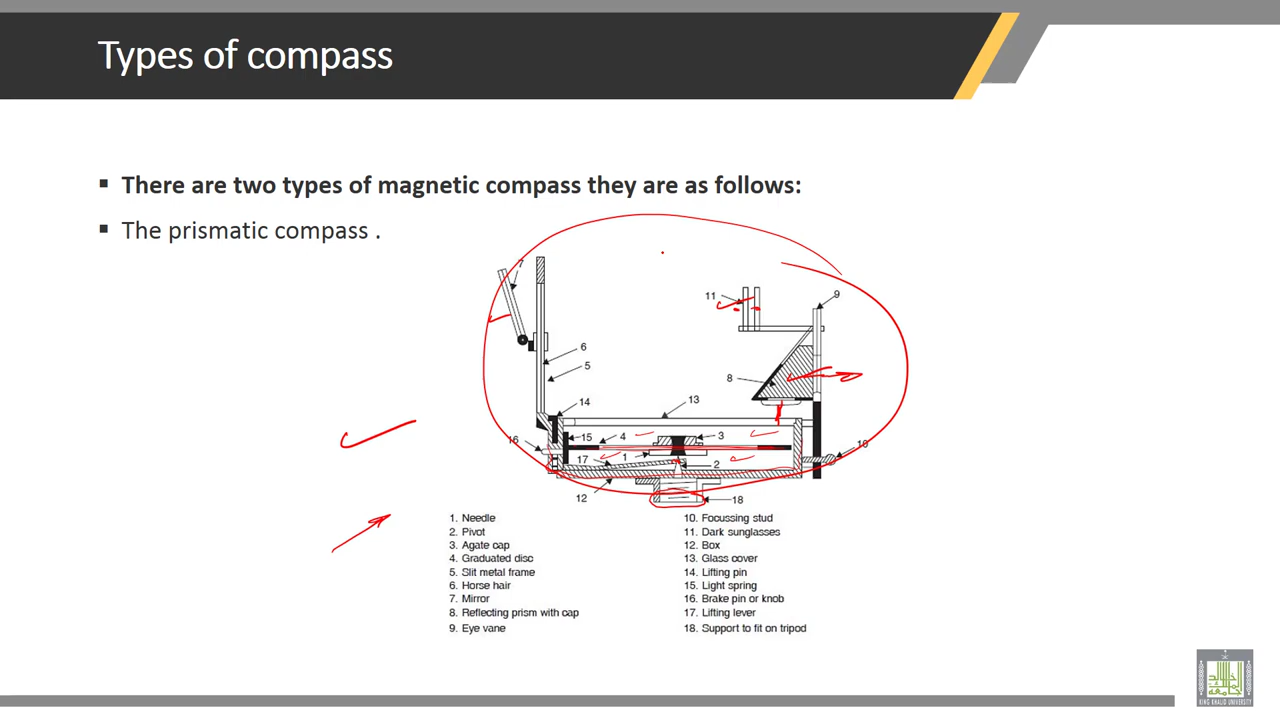 Types of compass
▪ There are two types of magnetic compass they are as follows:
▪ The prismatic compass .
7
11
9
6
5
8
14
13
16
15
4
3
10
17
1
2
12
18
1. Needle
2. Pivot
3. Agate cap
4. Graduated disc
5. Slit metal frame
6. Horse hair
7. Mirror
8. Reflecting prism with cap
9. Eye vane
10. Focussing stud
11. Dark sunglasses
12. Box
13. Glass cover
14. Lifting pin
15. Light spring
16. Brake pin or knob
17. Lifting lever
18. Support to fit on tripod
KING KHALID UNIVERSITY